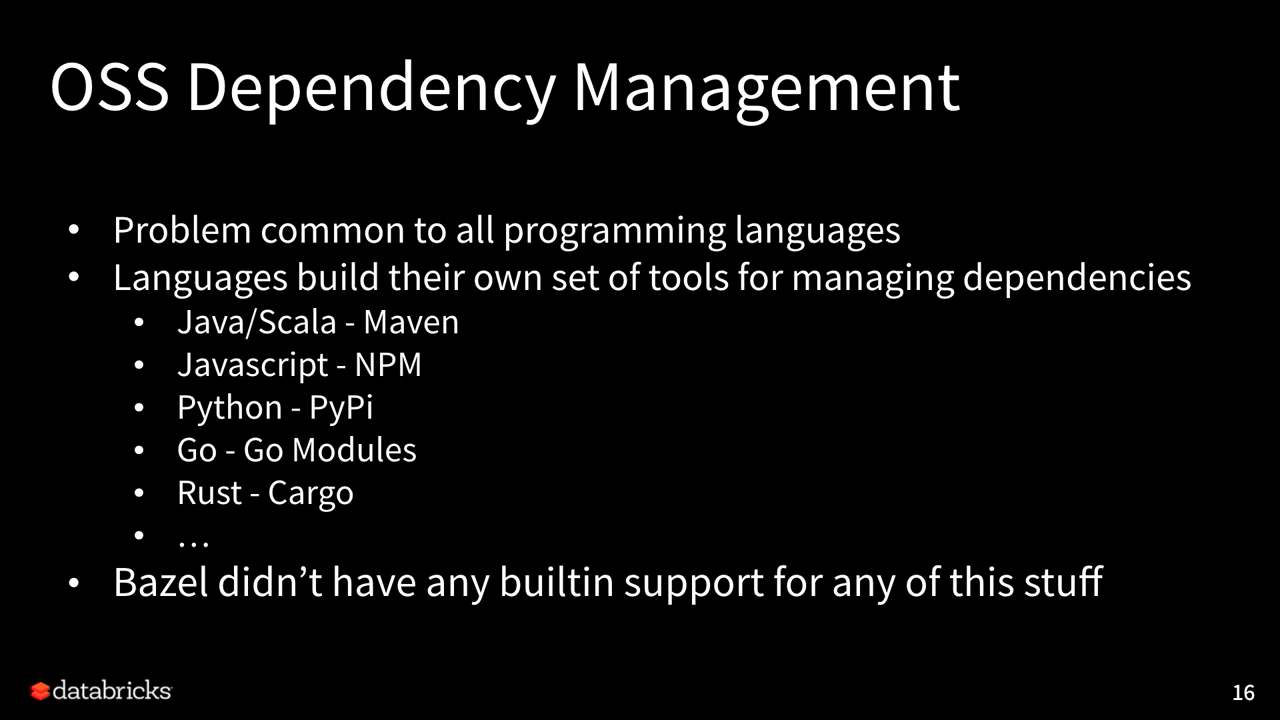 OSS Dependency Management
• Problem common to all programming languages
• Languages build their own set of tools for managing dependencies
• Java/Scala - Maven
• Javascript - NPM
• Python - PyPi
• Go - Go Modules
• Rust - Cargo
• …
• Bazel didn’t have any builtin support for any of this stuff
databricks
16